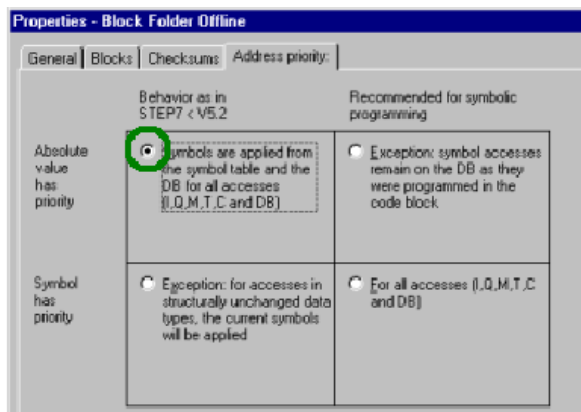 Properties - Block Folder Offline
General Blocks Checksums Address priority:
Behavior as in
STEP7 < V5.2
Recommended for symbolic
programming
Absolute
value
has
priority
Symbols are applied from
the symbol table and the
DB for all accesses
(I,Q,M,T,C and DB)
Exception: symbol accesses
remain on the DB as they
were programmed in the
code block
Symbol
has
priority
Exception: for accesses in
structurally unchanged data
types, the current symbols
will be applied
For all accesses (I,Q,M,T,C
and DB)